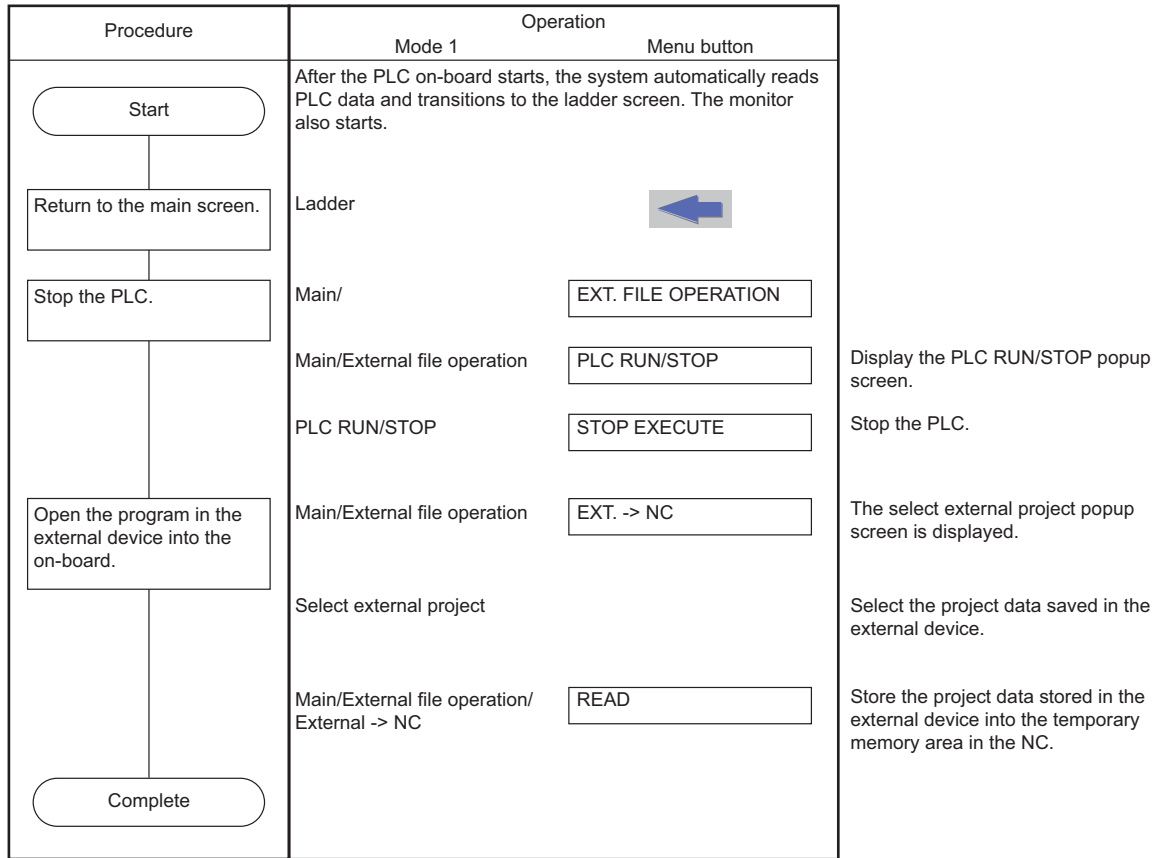 Procedure
Operation
Mode 1
Menu button
After the PLC on-board starts, the system automatically reads
PLC data and transitions to the ladder screen. The monitor
also starts.
Start
Return to the main screen.
Ladder
Stop the PLC.
Main/
EXT. FILE OPERATION
Main/External file operation
PLC RUN/STOP
Display the PLC RUN/STOP popup
screen.
PLC RUN/STOP
STOP EXECUTE
Stop the PLC.
Open the program in the
external device into the
on-board.
Main/External file operation
EXT. -> NC
The select external project popup
screen is displayed.
Select external project
Select the project data saved in the
external device.
Main/External file operation/
External -> NC
READ
Store the project data stored in the
external device into the temporary
memory area in the NC.
Complete